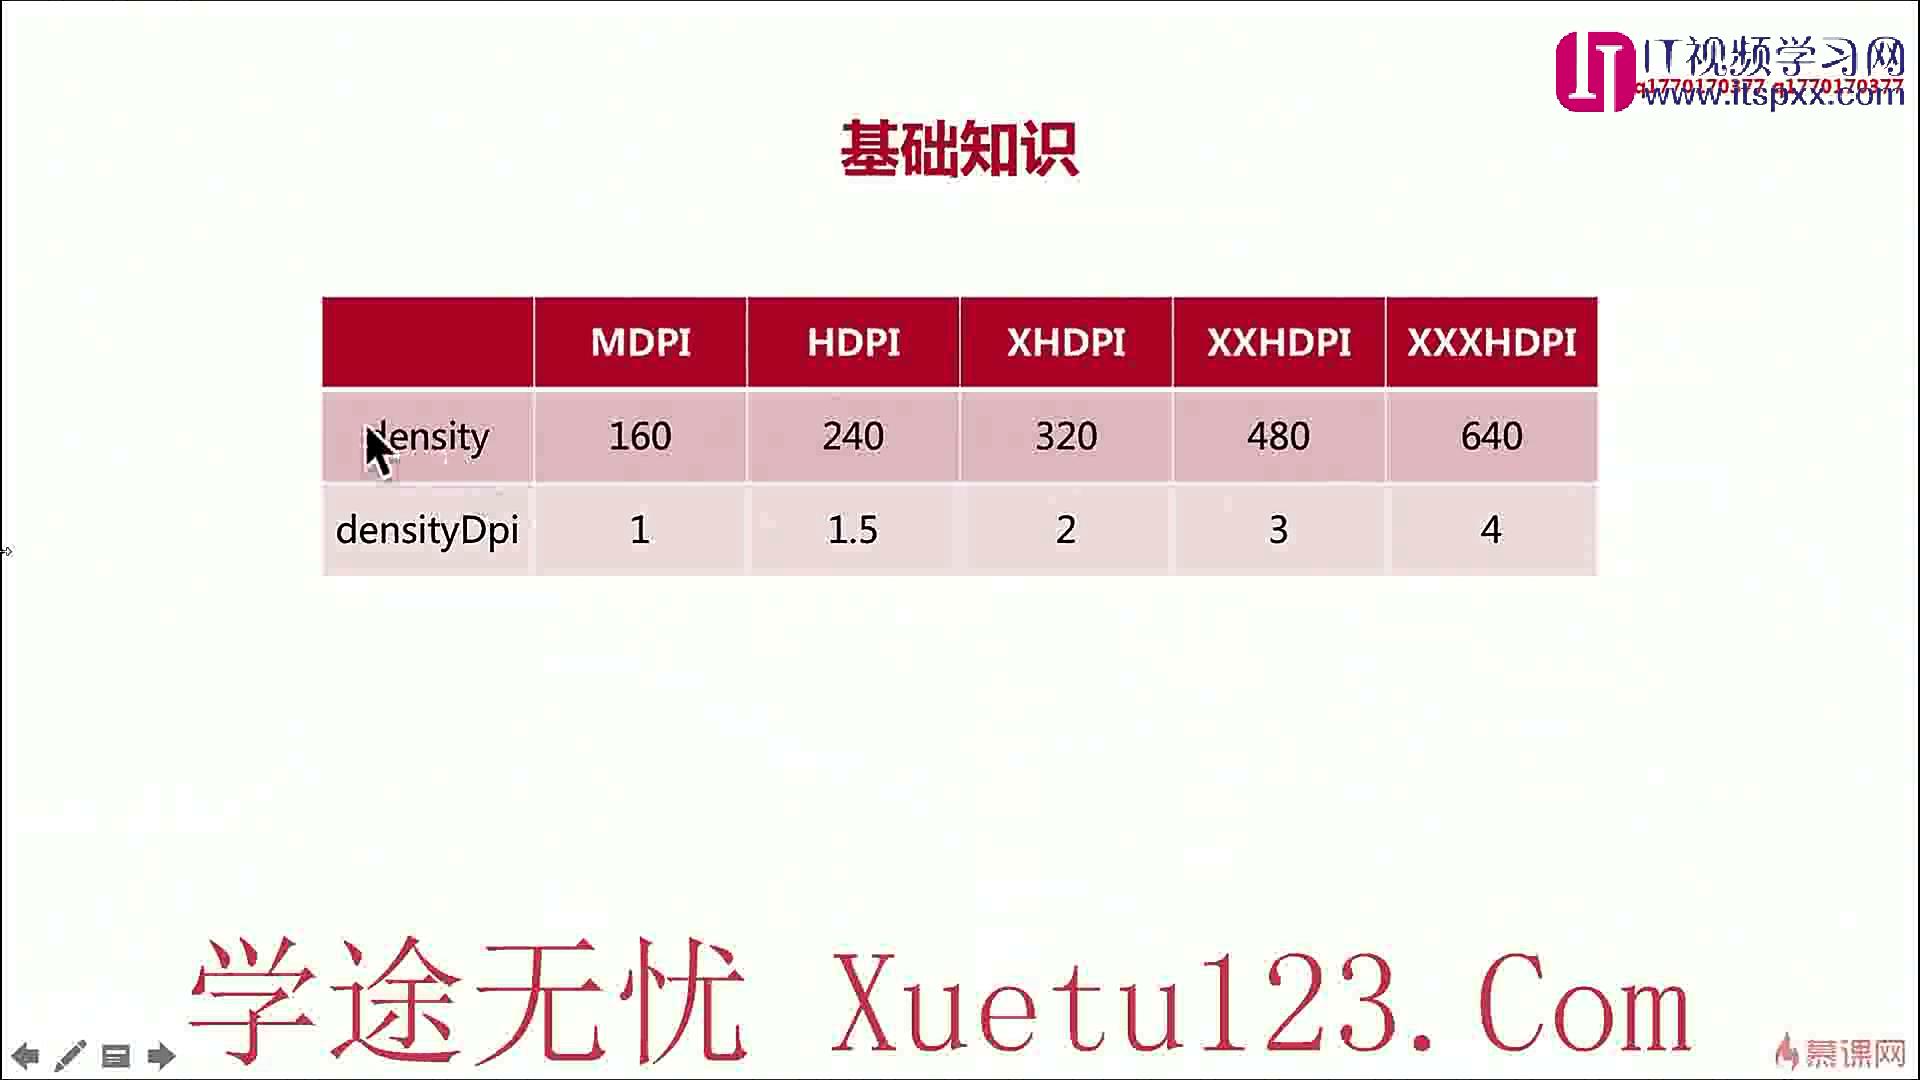 IT视频学习网
q1770170377 q1770170377
www.itspxx.com
基础知识
MDPI HDPI XHDPI XXHDPI XXXHDPI
density 160 240 320 480 640
densityDpi 1 1.5 2 3 4
学途无忧 Xuetu123.Com
慕课网